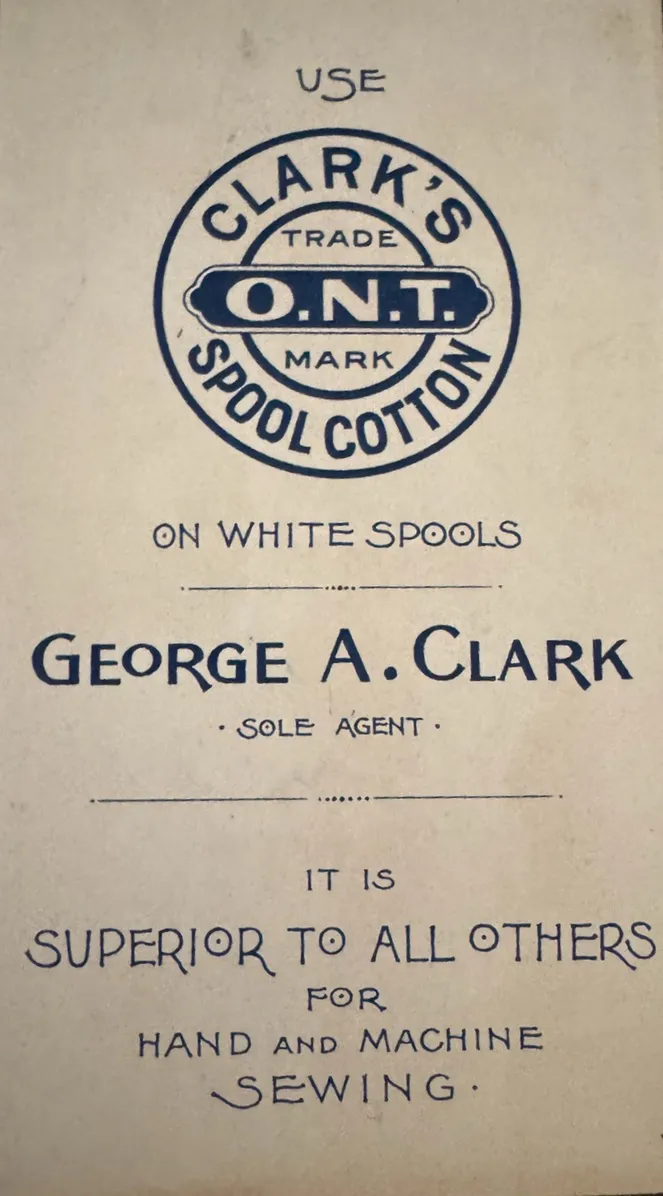 USE
CLARK'S
TRADE
O.N.T.
MARK
SPOOL COTTON
ON WHITE SPOOLS
GEORGE A. CLARK
· SOLE AGENT ·
IT IS
SUPERIOR TO ALL OTHERS
FOR
HAND AND MACHINE
SEWING.